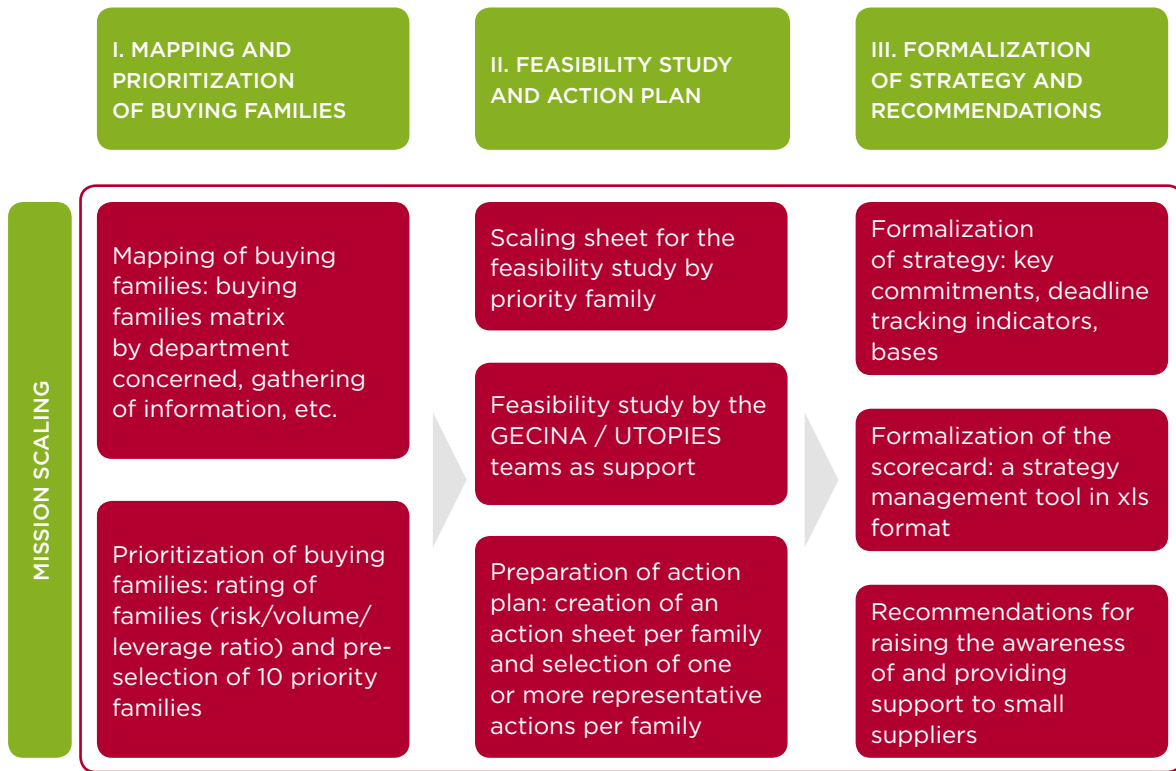 I. MAPPING AND
PRIORITIZATION
OF BUYING FAMILIES
II. FEASIBILITY STUDY
AND ACTION PLAN
III. FORMALIZATION
OF STRATEGY AND
RECOMMENDATIONS
MISSION SCALING
Mapping of buying
families: buying
families matrix
by department
concerned, gathering
of information, etc.
Prioritization of buying
families: rating of
families (risk/volume/
leverage ratio) and pre-
selection of 10 priority
families
Scaling sheet for the
feasibility study by
priority family
Feasibility study by the
GECINA / UTOPIES
teams as support
Preparation of action
plan: creation of an
action sheet per family
and selection of one
or more representative
actions per family
Formalization
of strategy: key
commitments, deadline
tracking indicators,
bases
Formalization of the
scorecard: a strategy
management tool in xls
format
Recommendations for
raising the awareness
of and providing
support to small
suppliers